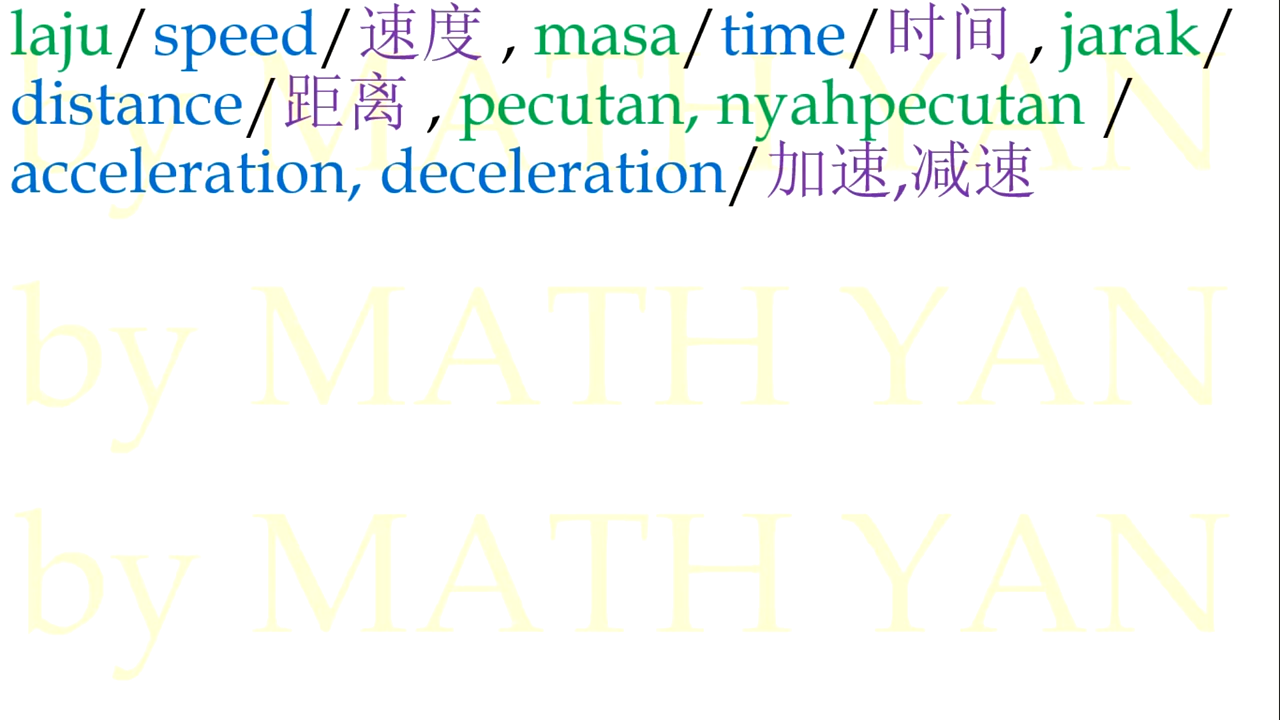 laju/speed/速度 , masa/time/时间 , jarak/
distance/距离 , pecutan, nyahpecutan /
acceleration, deceleration/加速,减速
by MATH YAN
by MATH YAN
by MATH YAN